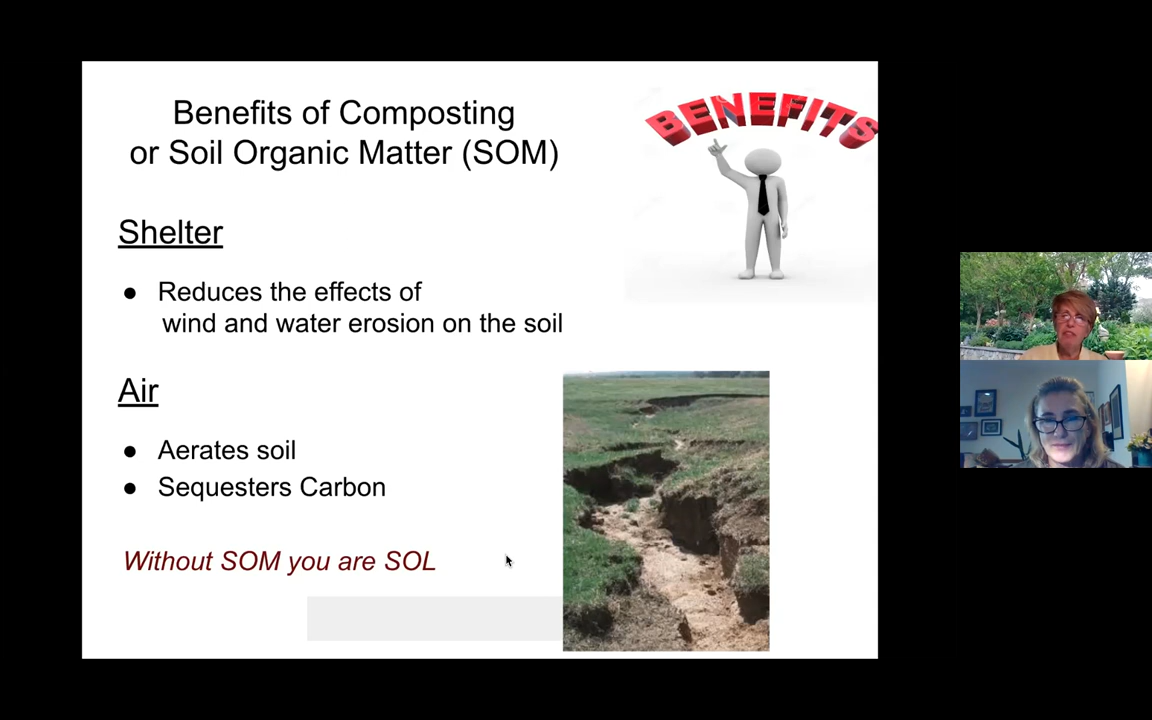 Benefits of Composting
or Soil Organic Matter (SOM)
BENEFITS
Shelter
● Reduces the effects of
wind and water erosion on the soil
Air
● Aerates soil
● Sequesters Carbon
Without SOM you are SOL